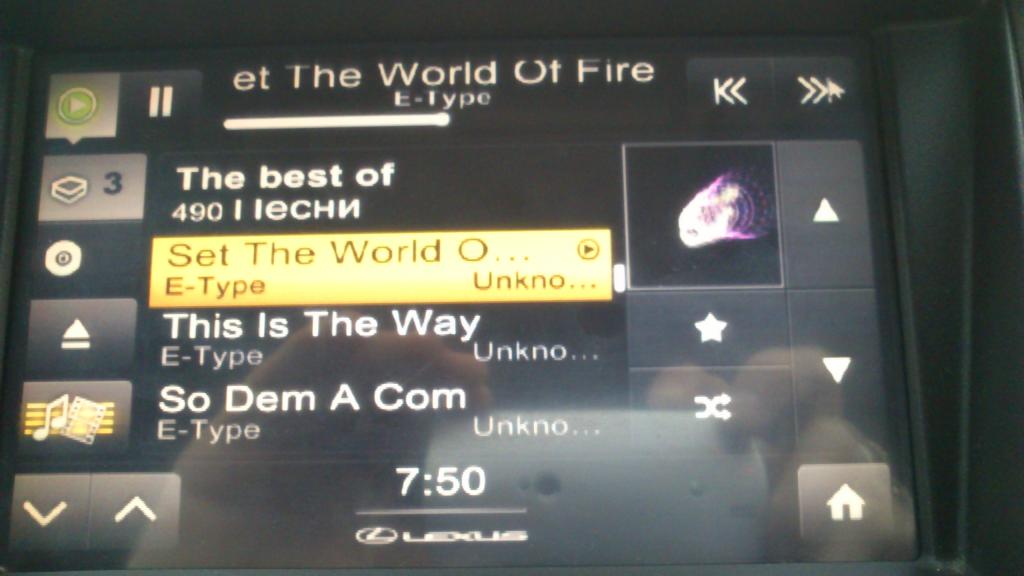 et The World Of Fire
E-Type
3
The best of
490 Песни
Set The World O...
E-Type Unkno...
This Is The Way
E-Type Unkno...
So Dem A Com
E-Type Unkno...
7:50
LEXUS